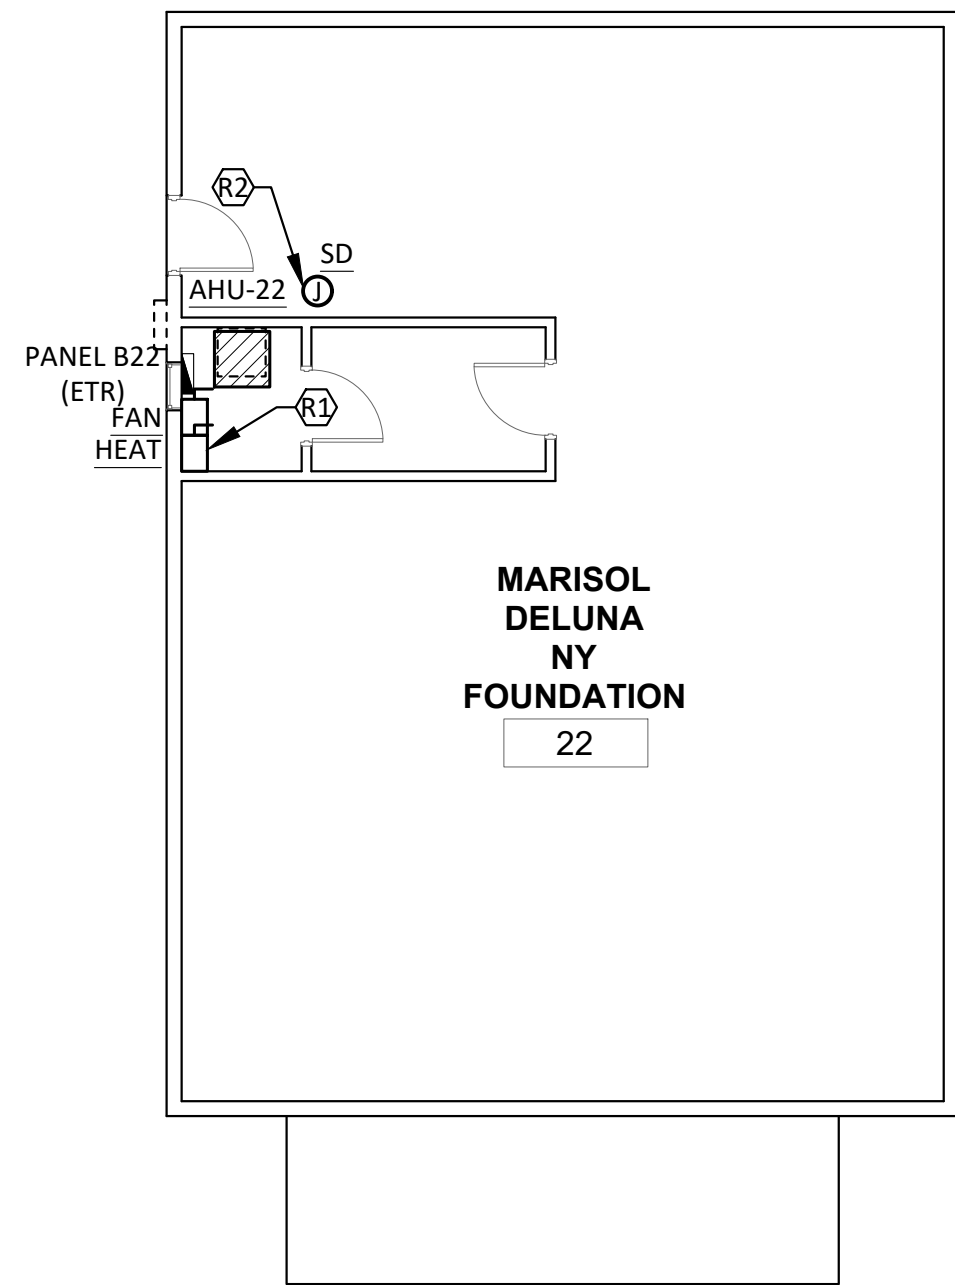 R2
SD
AHU-22
J
PANEL B22
(ETR)
FAN
R1
HEAT
MARISOL
DELUNA
NY
FOUNDATION
22